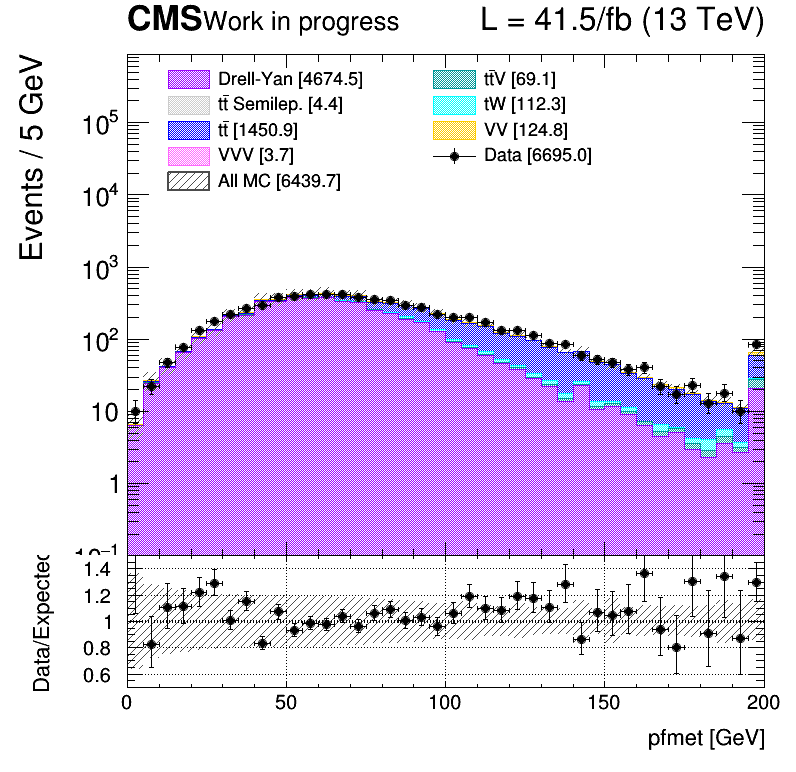 CMS Work in progress L = 41.5/fb (13 TeV)
Events / 5 GeV
Drell-Yan [4674.5] tt̄V [69.1]
tt̄ Semilep. [4.4] tW [112.3]
tt̄ [1450.9] VV [124.8]
VVV [3.7] Data [6695.0]
All MC [6439.7]
10⁵
10⁴
10³
10²
10
1
10⁻¹
Data/Expected
1.4
1.2
1
0.8
0.6
0 50 100 150 200
pfmet [GeV]